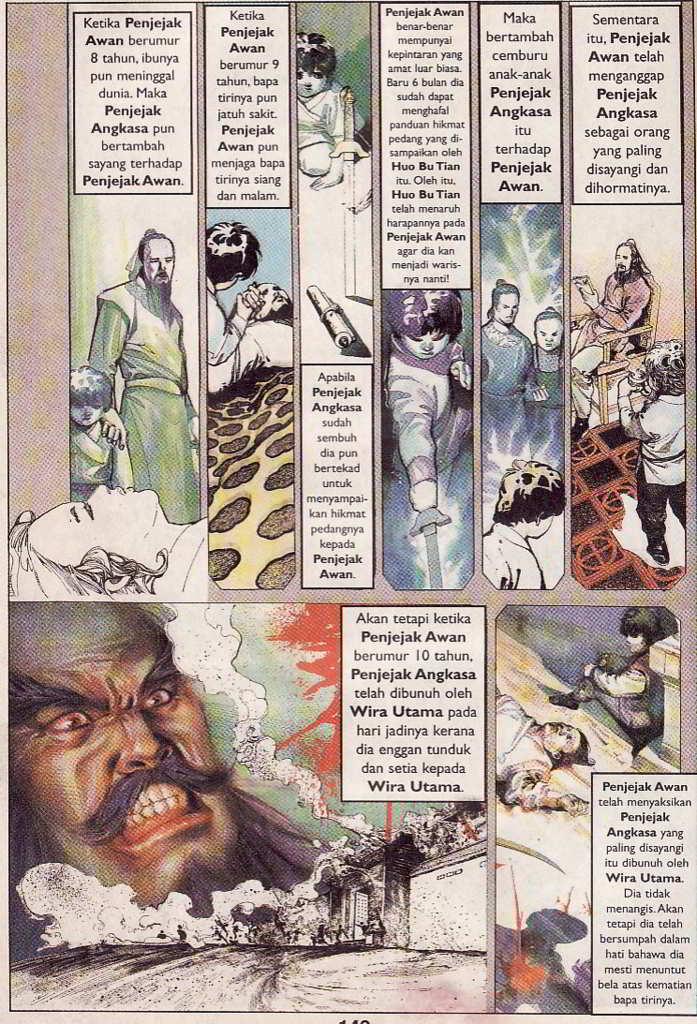 Ketika Penjejak
Awan berumur
8 tahun, ibunya
pun meninggal
dunia. Maka
Penjejak
Angkasa pun
bertambah
sayang terhadap
Penjejak Awan.
Ketika
Penjejak
Awan
berumur 9
tahun, bapa
tirinya pun
jatuh sakit.
Penjejak
Awan pun
menjaga bapa
tirinya siang
dan malam.
Apabila
Penjejak
Angkasa
sudah
sembuh
dia pun
bertekad
untuk
menyampai-
kan hikmat
pedangnya
kepada
Penjejak
Awan.
Penjejak Awan
benar-benar
mempunyai
kepintaran yang
amat luar biasa.
Baru 6 bulan dia
sudah dapat
menghafal
panduan hikmat
pedang yang di-
sampaikan oleh
Huo Bu Tian
itu. Oleh itu,
Huo Bu Tian
telah menaruh
harapannya pada
Penjejak Awan
agar dia kan
menjadi waris-
nya nanti!
Maka
bertambah
cemburu
anak-anak
Penjejak
Angkasa
itu
terhadap
Penjejak
Awan.
Sementara
itu, Penjejak
Awan telah
menganggap
Penjejak
Angkasa
sebagai orang
yang paling
disayangi dan
dihormatinya.
Akan tetapi ketika
Penjejak Awan
berumur 10 tahun,
Penjejak Angkasa
telah dibunuh oleh
Wira Utama pada
hari jadinya kerana
dia enggan tunduk
dan setia kepada
Wira Utama.
Penjejak Awan
telah menyaksikan
Penjejak
Angkasa yang
paling disayangi
itu dibunuh oleh
Wira Utama.
Dia tidak
menangis. Akan
tetapi dia telah
bersumpah dalam
hati bahawa dia
mesti menuntut
bela atas kematian
bapa tirinya.